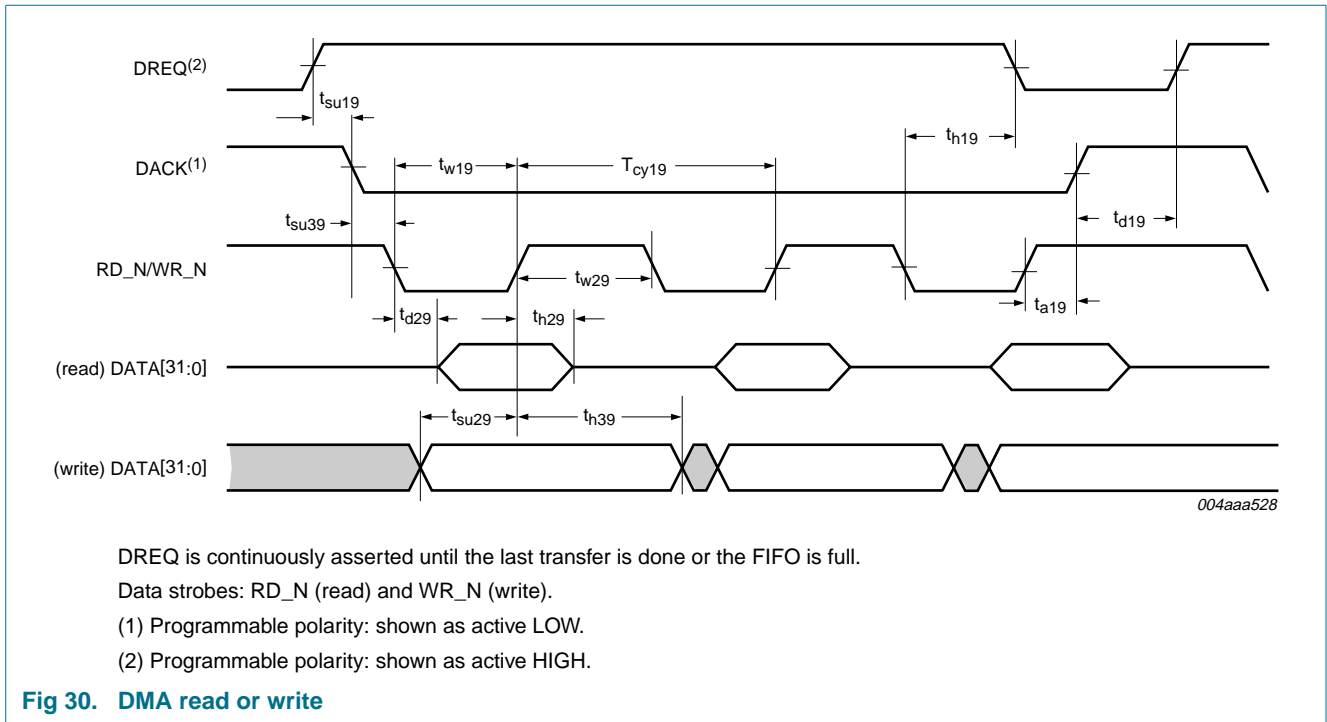 DREQ(2)
tsu19
th19
DACK(1)
tw19
Tcy19
tsu39
td19
RD_N/WR_N
tw29
ta19
td29
th29
(read) DATA[31:0]
tsu29
th39
(write) DATA[31:0]
004aaa528
DREQ is continuously asserted until the last transfer is done or the FIFO is full.
Data strobes: RD_N (read) and WR_N (write).
(1) Programmable polarity: shown as active LOW.
(2) Programmable polarity: shown as active HIGH.
Fig 30. DMA read or write